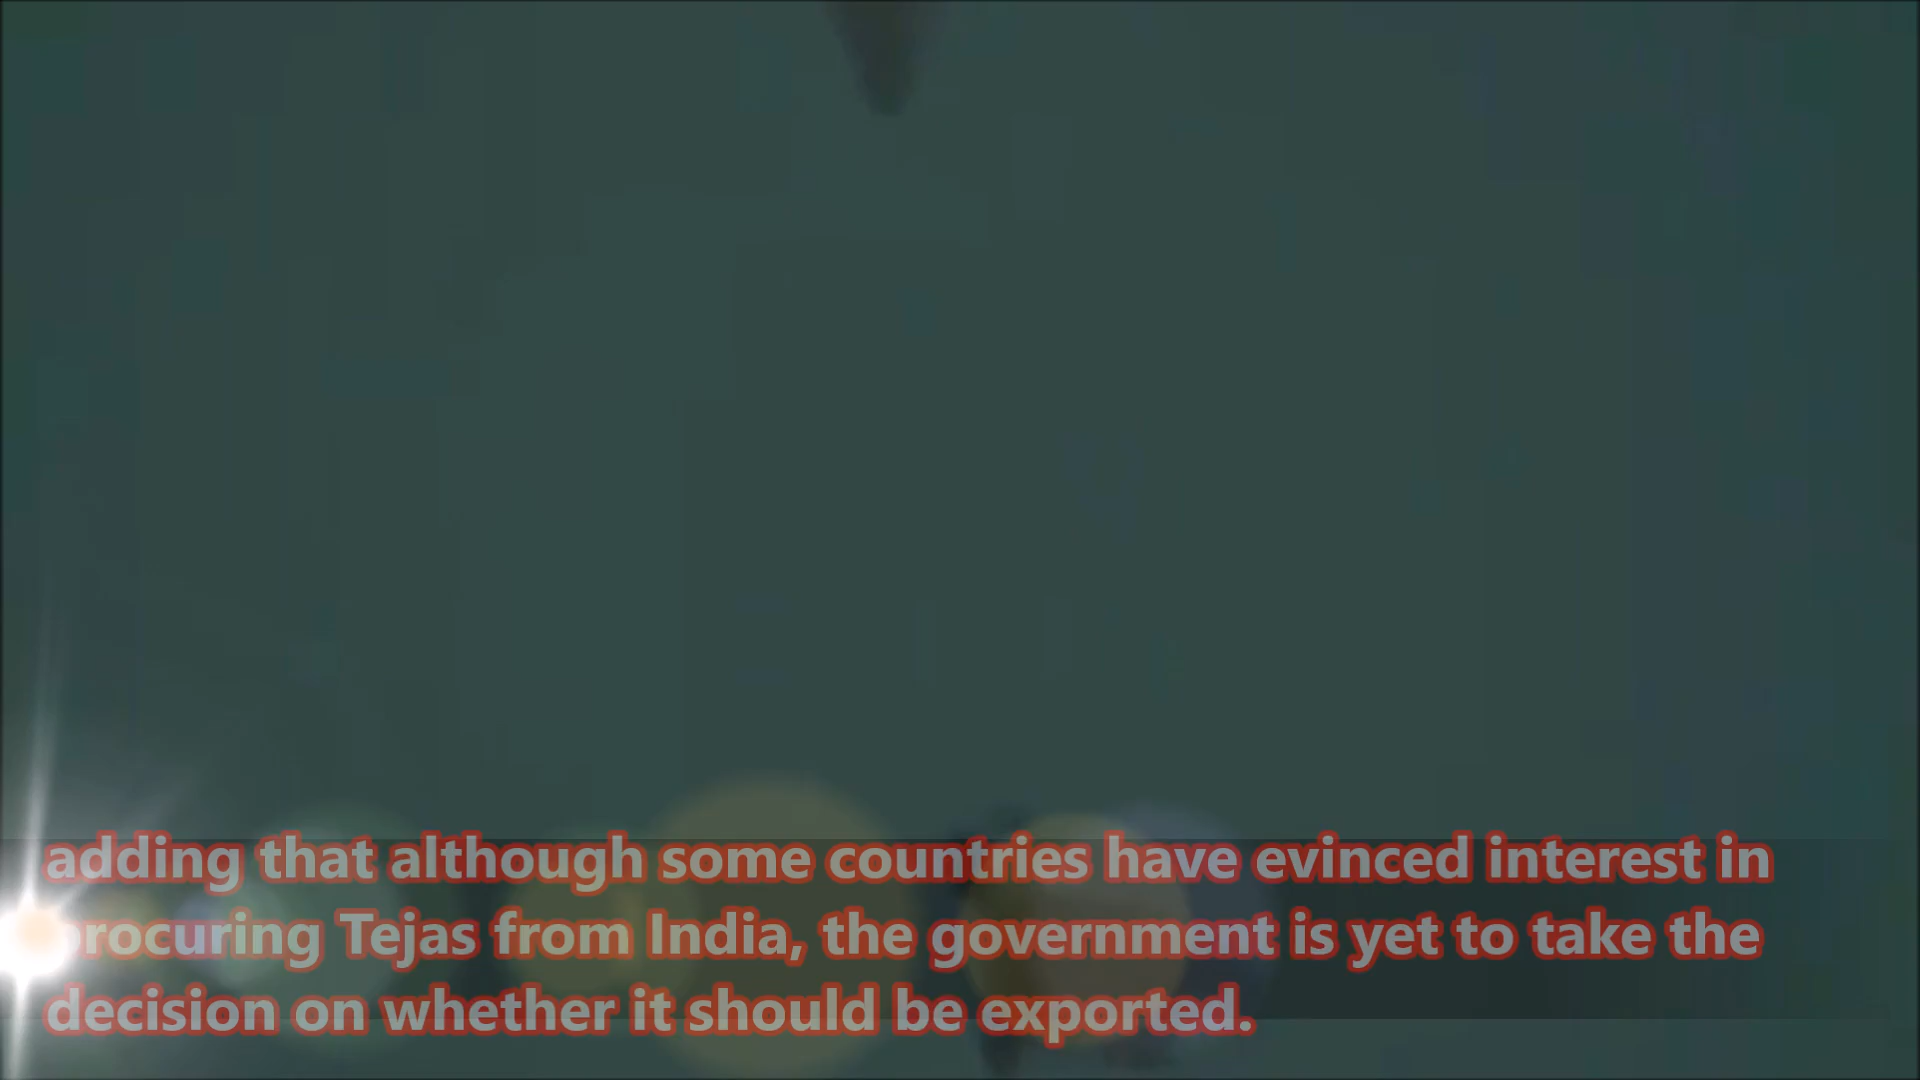 adding that although some countries have evinced interest in
procuring Tejas from India, the government is yet to take the
decision on whether it should be exported.